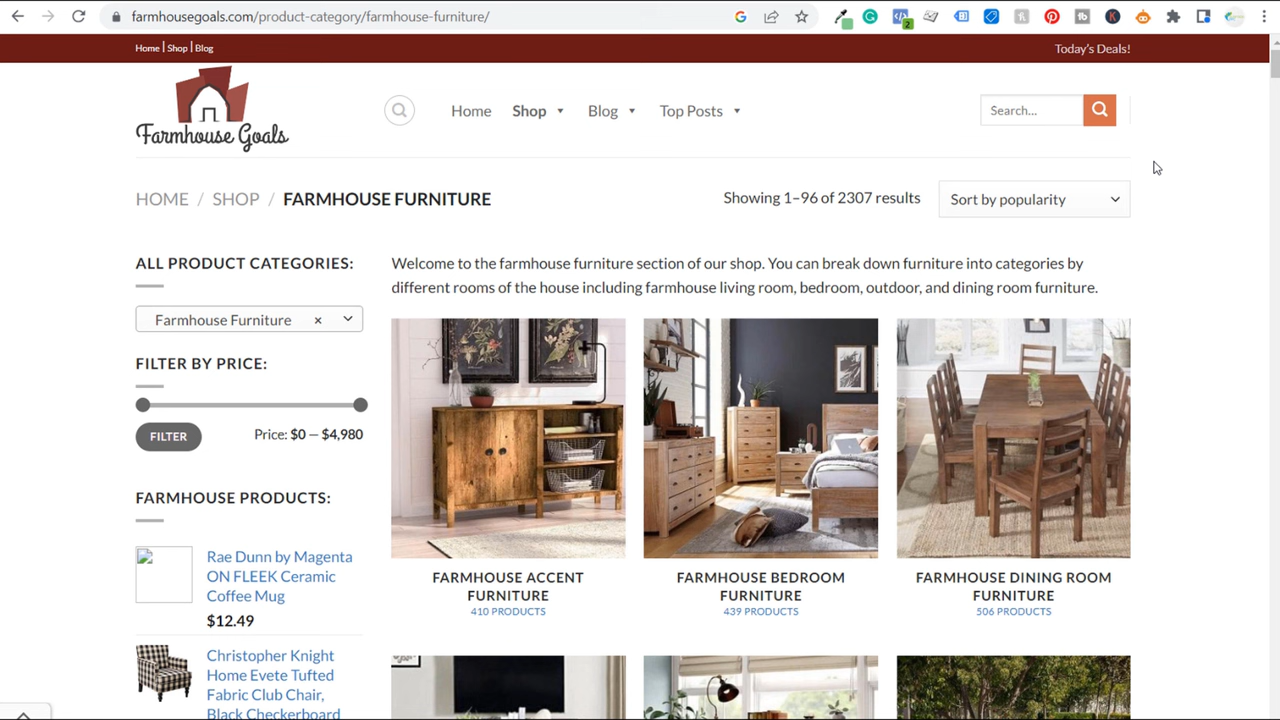 farmhousegoals.com/product-category/farmhouse-furniture/
2
Home | Shop | Blog
Today's Deals!
Farmhouse Goals
Home
Shop
Blog
Top Posts
Search...
HOME / SHOP / FARMHOUSE FURNITURE
Showing 1–96 of 2307 results
Sort by popularity
ALL PRODUCT CATEGORIES:
Farmhouse Furniture ×
FILTER BY PRICE:
FILTER
Price: $0 — $4,980
FARMHOUSE PRODUCTS:
Rae Dunn by Magenta
ON FLEEK Ceramic
Coffee Mug
$12.49
Christopher Knight
Home Evete Tufted
Fabric Club Chair,
Black Checkerboard
Welcome to the farmhouse furniture section of our shop. You can break down furniture into categories by
different rooms of the house including farmhouse living room, bedroom, outdoor, and dining room furniture.
FARMHOUSE ACCENT
FURNITURE
410 PRODUCTS
FARMHOUSE BEDROOM
FURNITURE
439 PRODUCTS
FARMHOUSE DINING ROOM
FURNITURE
506 PRODUCTS